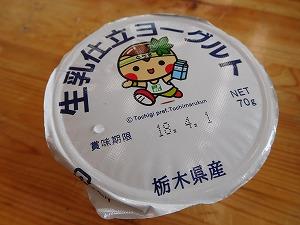 生乳仕立ヨーグルト
© Tochigi pref. Tochimarukun
NET
70g
18. 4. 1
賞味期限
栃木県産